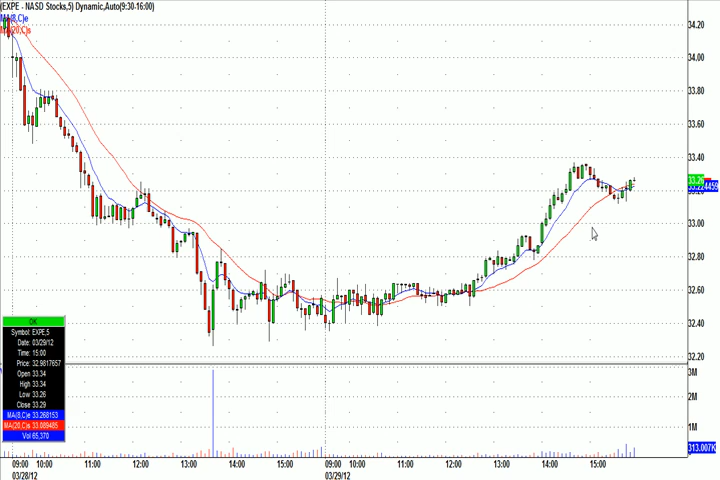 (EXPE - NASD Stocks,5) Dynamic,Auto(9:30-16:00)
MA(8,C)e
MA(20,C)s
34.20
34.00
33.80
33.60
33.40
33.20
33.224459
33.00
32.80
32.60
32.40
32.20
3M
2M
1M
313.007K
OK
Symbol: EXPE,5
Date: 03/29/12
Time: 15:00
Price: 32.9817657
Open 33.34
High 33.34
Low 33.26
Close 33.29
MA(8,C)e 33.268153
MA(20,C)s 33.089485
Vol 65,370
09:00 10:00 11:00 12:00 13:00 14:00 15:00 09:00 10:00 11:00 12:00 13:00 14:00 15:00
03/28/12 03/29/12